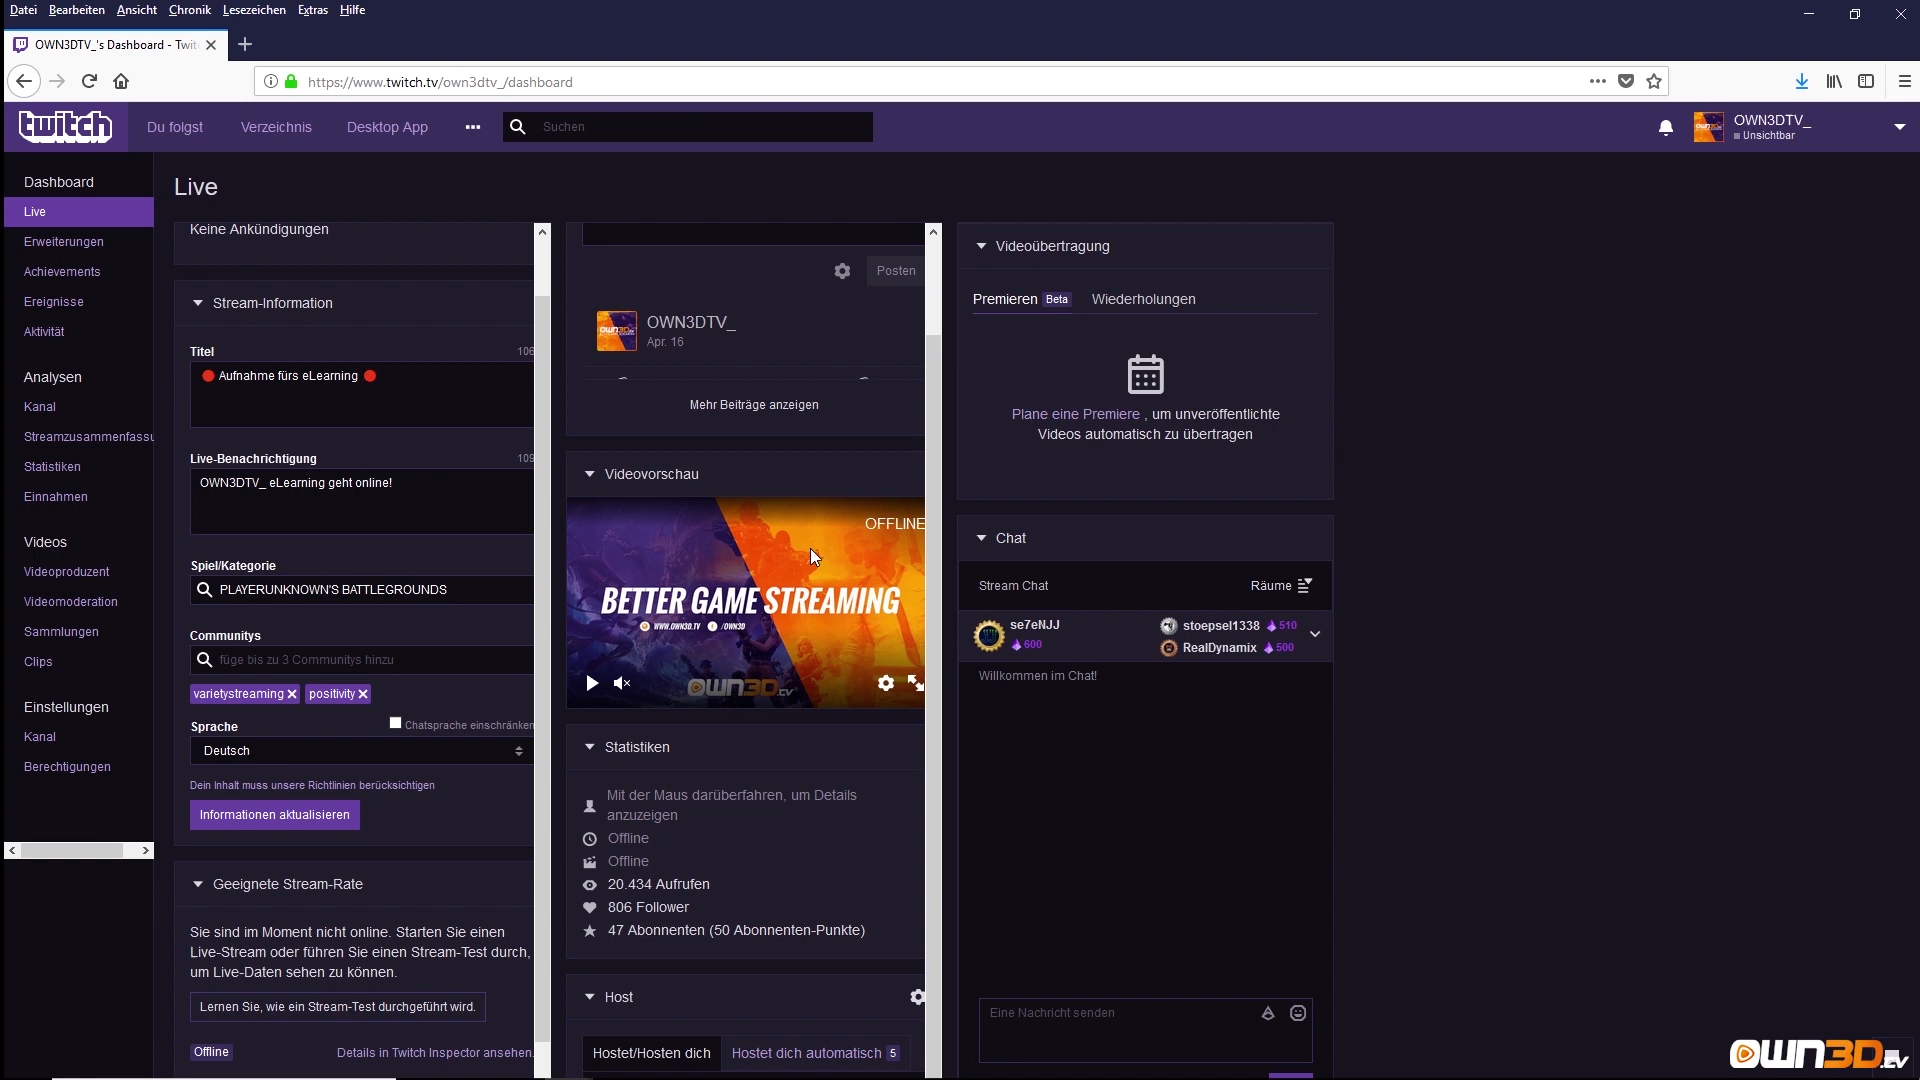 Datei Bearbeiten Ansicht Chronik Lesezeichen Extras Hilfe
OWN3DTV_'s Dashboard - Twit
https://www.twitch.tv/own3dtv_/dashboard
twitch Du folgst Verzeichnis Desktop App Suchen OWN3DTV_
Unsichtbar
Dashboard
Live
Erweiterungen
Achievements
Ereignisse
Aktivität
Analysen
Kanal
Streamzusammenfassu
Statistiken
Einnahmen
Videos
Videoproduzent
Videomoderation
Sammlungen
Clips
Einstellungen
Kanal
Berechtigungen
Live
Keine Ankündigungen
Stream-Information
Titel 106
Aufnahme fürs eLearning
Live-Benachrichtigung 109
OWN3DTV_ eLearning geht online!
Spiel/Kategorie
PLAYERUNKNOWN'S BATTLEGROUNDS
Communitys
füge bis zu 3 Communitys hinzu
varietystreaming positivity
Sprache Chatsprache einschränken
Deutsch
Dein Inhalt muss unsere Richtlinien berücksichtigen
Informationen aktualisieren
Geeignete Stream-Rate
Sie sind im Moment nicht online. Starten Sie einen
Live-Stream oder führen Sie einen Stream-Test durch,
um Live-Daten sehen zu können.
Lernen Sie, wie ein Stream-Test durchgeführt wird.
Offline Details in Twitch Inspector ansehen.
Posten
OWN3DTV_
Apr. 16
Mehr Beiträge anzeigen
Videovorschau
OFFLINE
BETTER GAME STREAMING
WWW.OWN3D.TV /OWN3D
OWN3D.TV
Statistiken
Mit der Maus darüberfahren, um Details
anzuzeigen
Offline
Offline
20.434 Aufrufen
806 Follower
47 Abonnenten (50 Abonnenten-Punkte)
Host
Hostet/Hosten dich Hostet dich automatisch 5
Videoübertragung
Premieren Beta Wiederholungen
Plane eine Premiere , um unveröffentlichte
Videos automatisch zu übertragen
Chat
Stream Chat Räume
se7eNJJ
600
stoepsel1338 510
RealDynamix 500
Willkommen im Chat!
Eine Nachricht senden
OWN3D.TV